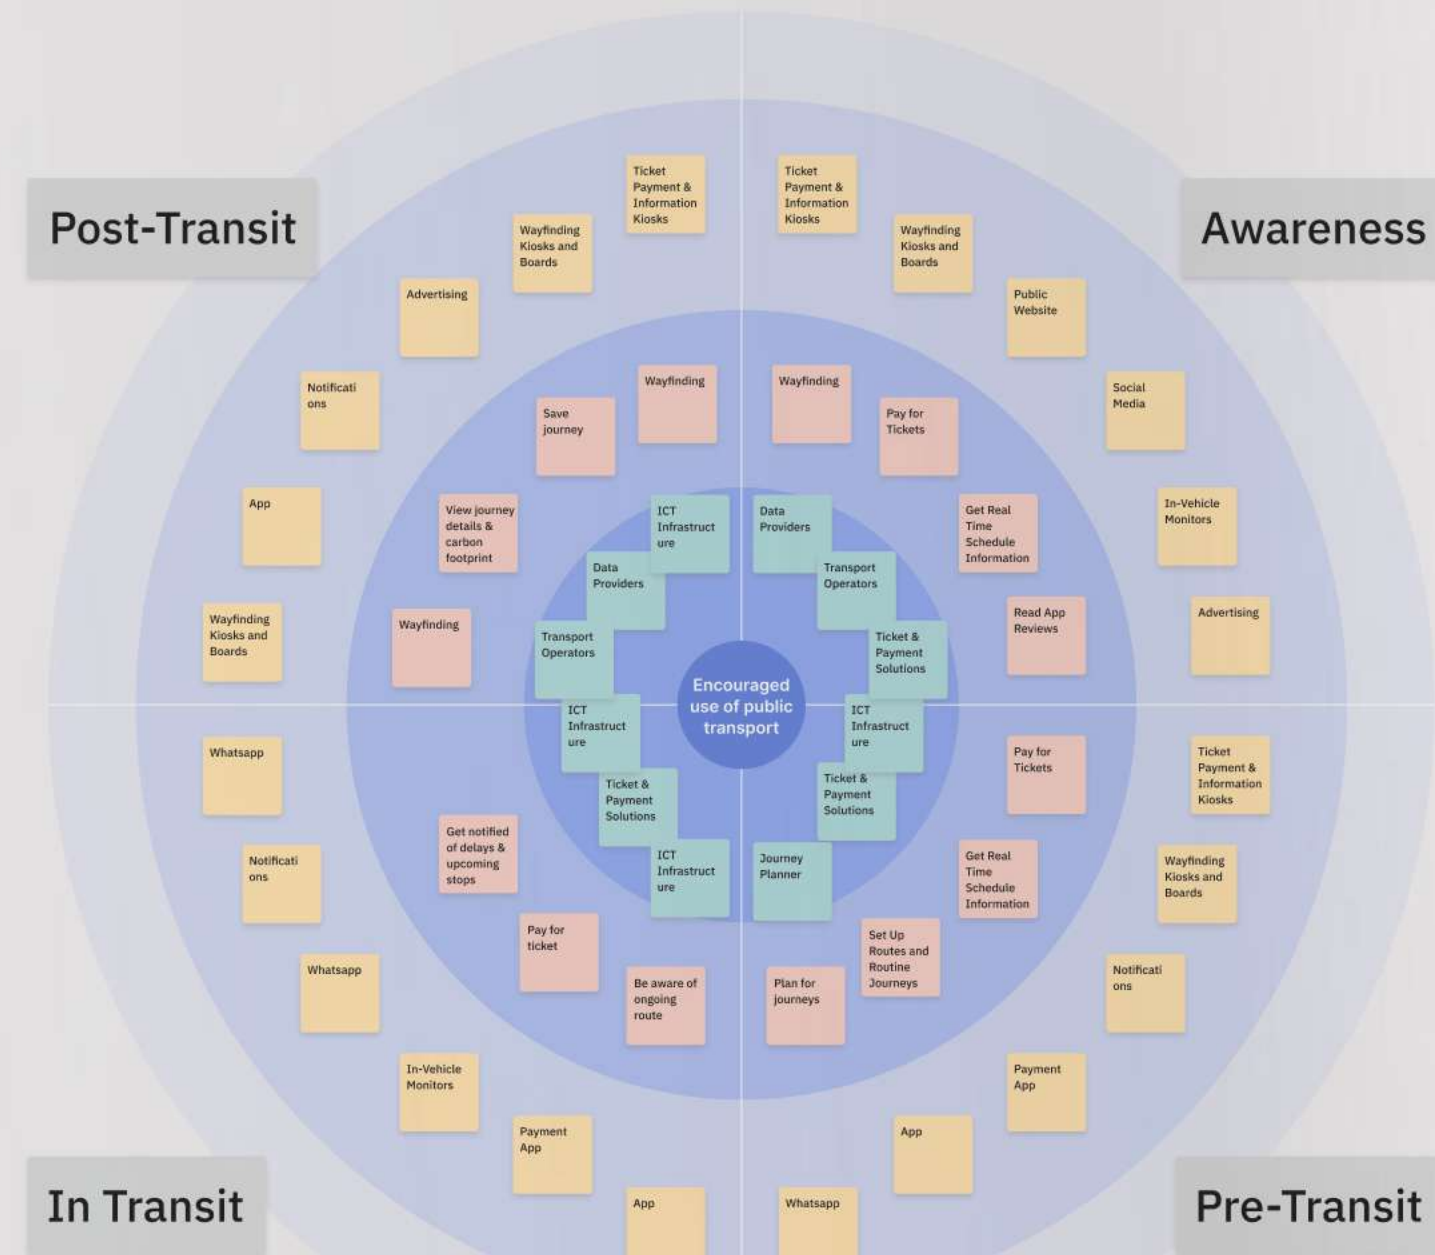 Post-Transit
Ticket
Payment &
Information
Kiosks
Wayfinding
Kiosks and
Boards
Advertising
Notificati
ons
App
Wayfinding
Kiosks and
Boards
Wayfinding
Save
journey
View journey
details &
carbon
footprint
Wayfinding
ICT
Infrastruct
ure
Data
Providers
Transport
Operators
Awareness
Ticket
Payment &
Information
Kiosks
Wayfinding
Kiosks and
Boards
Public
Website
Social
Media
In-Vehicle
Monitors
Advertising
Wayfinding
Pay for
Tickets
Get Real
Time
Schedule
Information
Read App
Reviews
Data
Providers
Transport
Operators
Ticket &
Payment
Solutions
Encouraged
use of public
transport
In Transit
ICT
Infrastruct
ure
Ticket &
Payment
Solutions
ICT
Infrastruct
ure
Get notified
of delays &
upcoming
stops
Pay for
ticket
Be aware of
ongoing
route
Whatsapp
Notificati
ons
Whatsapp
In-Vehicle
Monitors
Payment
App
App
Pre-Transit
ICT
Infrastruct
ure
Ticket &
Payment
Solutions
Journey
Planner
Pay for
Tickets
Get Real
Time
Schedule
Information
Set Up
Routes and
Routine
Journeys
Plan for
journeys
Ticket
Payment &
Information
Kiosks
Wayfinding
Kiosks and
Boards
Notificati
ons
Payment
App
App
Whatsapp